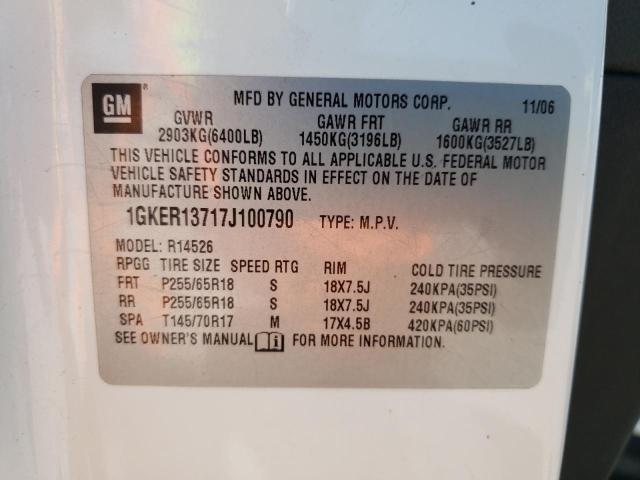 GM ® MFD BY GENERAL MOTORS CORP. 11/06
GVWR GAWR FRT GAWR RR
2903KG(6400LB) 1450KG(3196LB) 1600KG(3527LB)
THIS VEHICLE CONFORMS TO ALL APPLICABLE U.S. FEDERAL MOTOR
VEHICLE SAFETY STANDARDS IN EFFECT ON THE DATE OF
MANUFACTURE SHOWN ABOVE.
1GKER13717J100790 TYPE: M.P.V.
MODEL: R14526
RPGG TIRE SIZE SPEED RTG RIM COLD TIRE PRESSURE
FRT P255/65R18 S 18X7.5J 240KPA(35PSI)
RR P255/65R18 S 18X7.5J 240KPA(35PSI)
SPA T145/70R17 M 17X4.5B 420KPA(60PSI)
SEE OWNER'S MANUAL i FOR MORE INFORMATION.